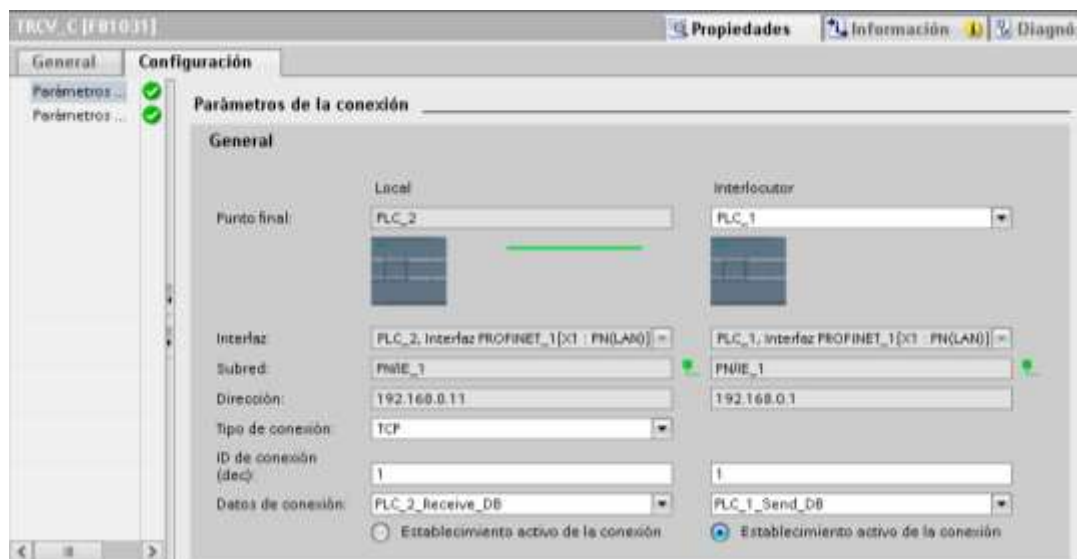 TRCV_C [FB1031]
Propiedades
Información
Diagnó
General
Configuración
Parámetros ...
Parámetros ...
Parámetros de la conexión
General
Local
Interlocutor
Punto final:
PLC_2
PLC_1
Interfaz:
PLC_2, Interfaz PROFINET_1[X1 : PN(LAN)]
PLC_1, Interfaz PROFINET_1[X1 : PN(LAN)]
Subred:
PN/IE_1
PN/IE_1
Dirección:
192.168.0.11
192.168.0.1
Tipo de conexión:
TCP
ID de conexión
(dec):
1
1
Datos de conexión:
PLC_2_Receive_DB
PLC_1_Send_DB
Establecimiento activo de la conexión
Establecimiento activo de la conexión